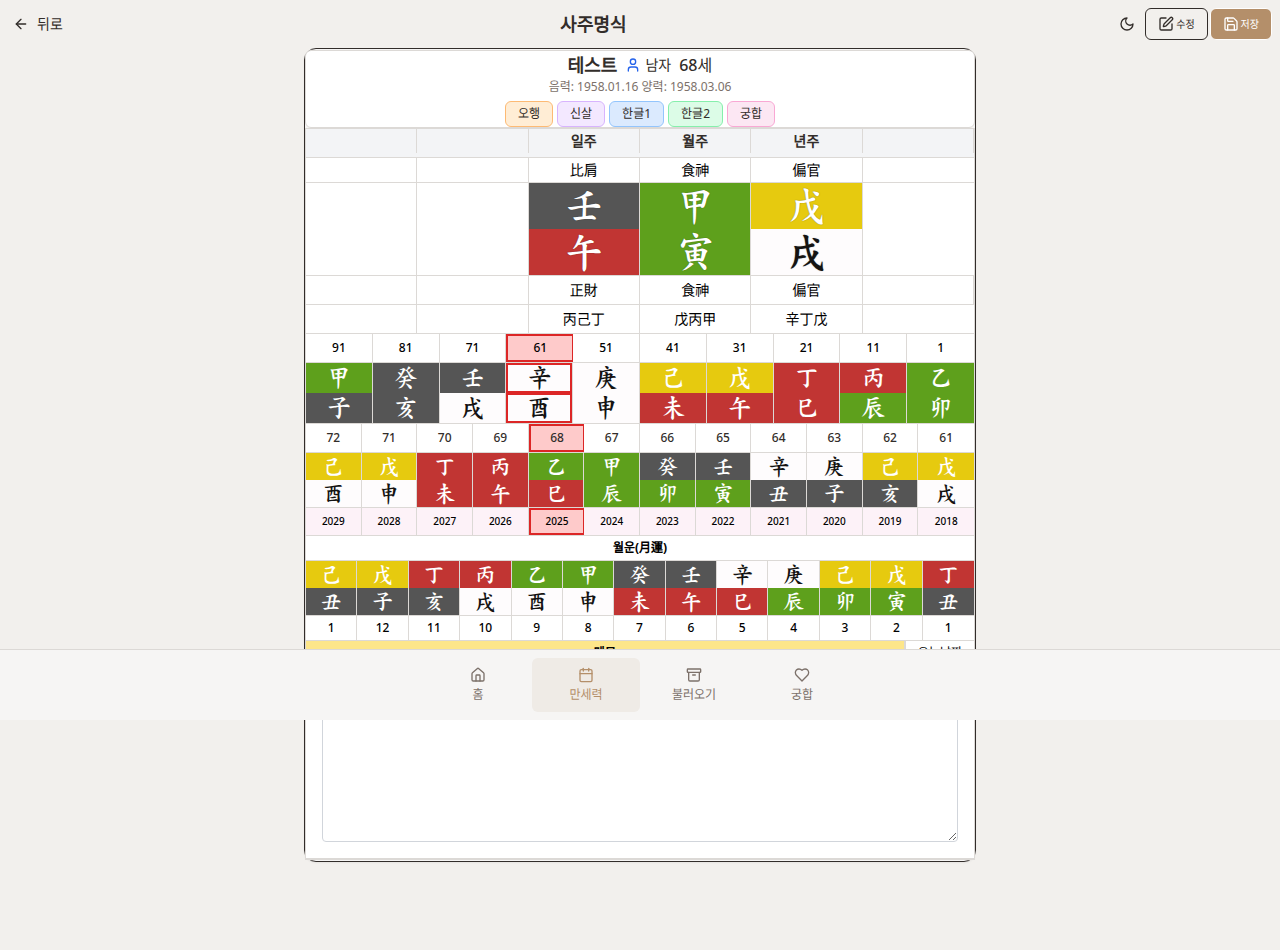 뒤로 사주명식 수정 저장
테스트 남자 68세
음력: 1958.01.16 양력: 1958.03.06
오행 신살 한글1 한글2 궁합
일주 월주 년주
比肩 食神 偏官
壬 甲 戊
午 寅 戌
正財 食神 偏官
丙己丁 戊丙甲 辛丁戊
91 81 71 61 51 41 31 21 11 1
甲 癸 壬 辛 庚 己 戊 丁 丙 乙
子 亥 戌 酉 申 未 午 巳 辰 卯
72 71 70 69 68 67 66 65 64 63 62 61
己 戊 丁 丙 乙 甲 癸 壬 辛 庚 己 戊
酉 申 未 午 巳 辰 卯 寅 丑 子 亥 戌
2029 2028 2027 2026 2025 2024 2023 2022 2021 2020 2019 2018
월운(月運)
己 戊 丁 丙 乙 甲 癸 壬 辛 庚 己 戊 丁
丑 子 亥 戌 酉 申 未 午 巳 辰 卯 寅 丑
1 12 11 10 9 8 7 6 5 4 3 2 1
홈 만세력 불러오기 궁합